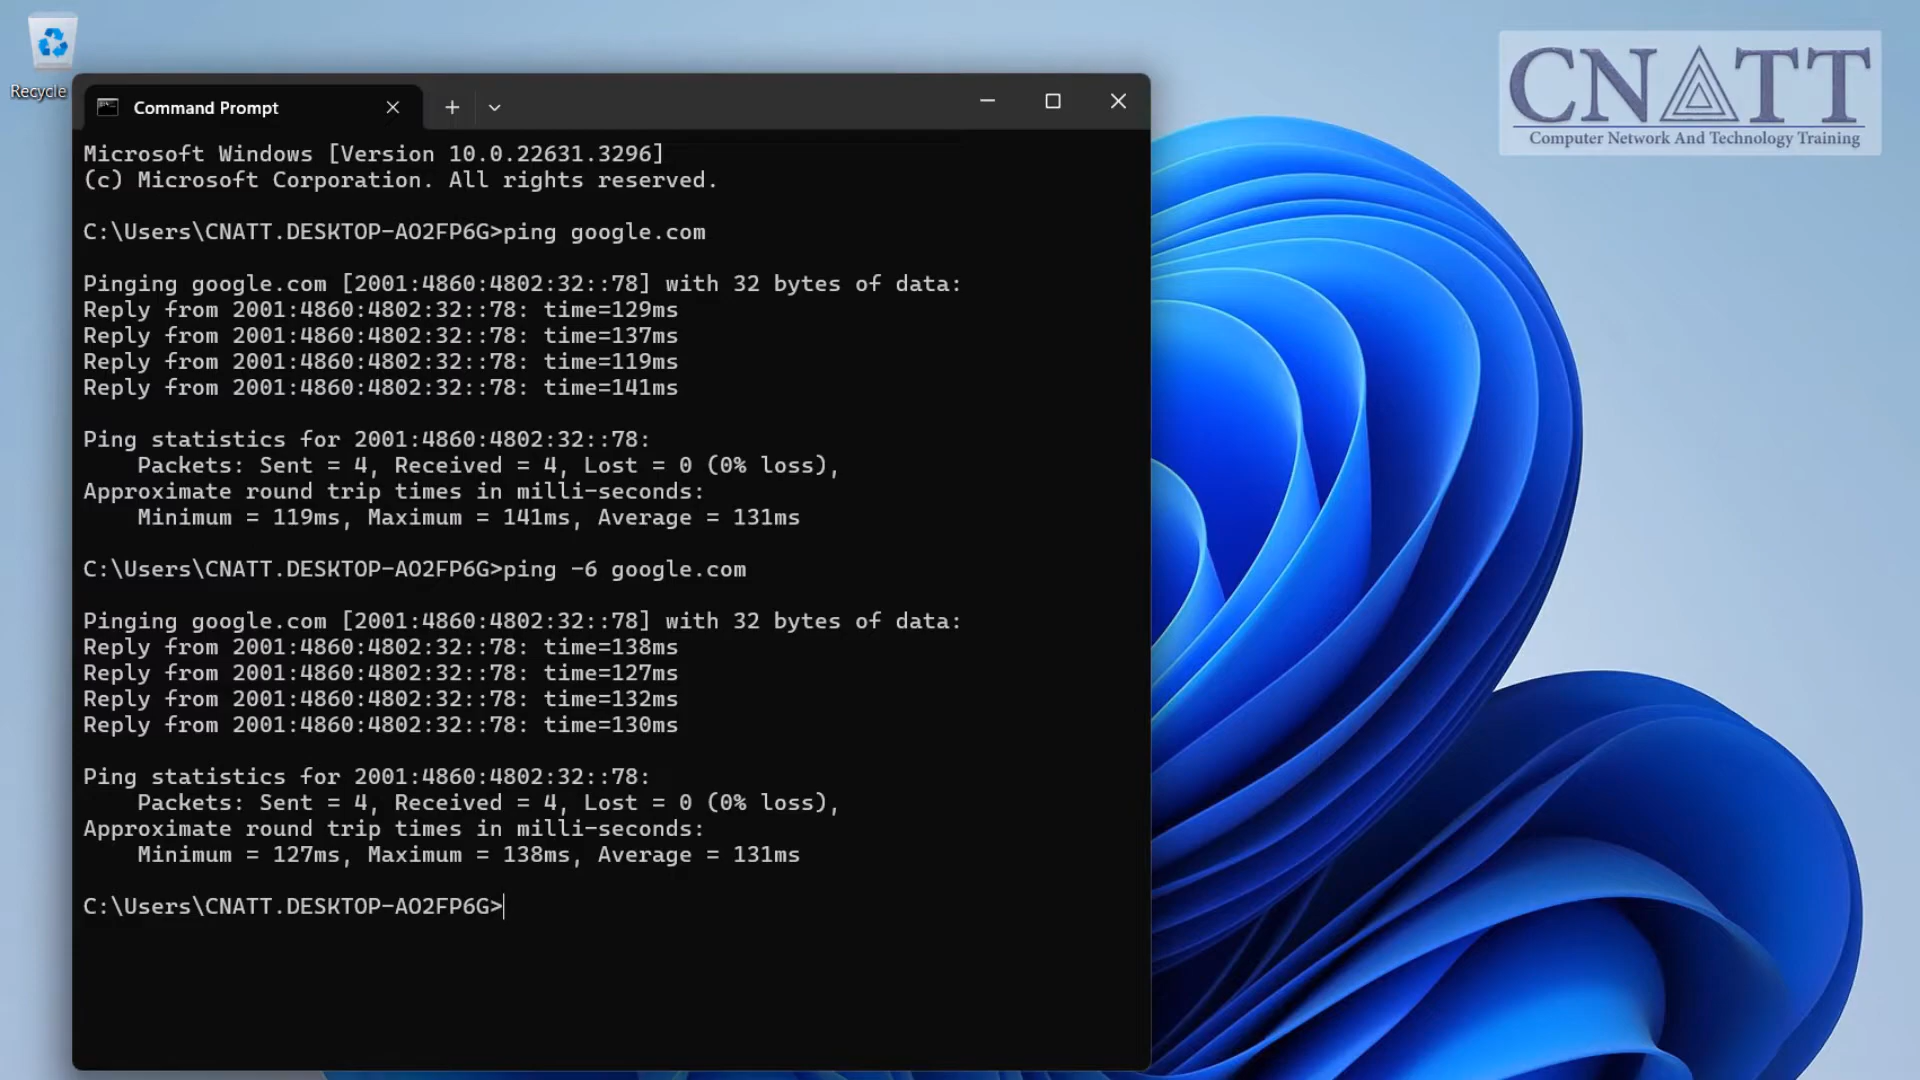 Recycle
Command Prompt
CNATT
Computer Network And Technology Training
Microsoft Windows [Version 10.0.22631.3296]
(c) Microsoft Corporation. All rights reserved.
C:\Users\CNATT.DESKTOP-AO2FP6G>ping google.com
Pinging google.com [2001:4860:4802:32::78] with 32 bytes of data:
Reply from 2001:4860:4802:32::78: time=129ms
Reply from 2001:4860:4802:32::78: time=137ms
Reply from 2001:4860:4802:32::78: time=119ms
Reply from 2001:4860:4802:32::78: time=141ms
Ping statistics for 2001:4860:4802:32::78:
    Packets: Sent = 4, Received = 4, Lost = 0 (0% loss),
Approximate round trip times in milli-seconds:
    Minimum = 119ms, Maximum = 141ms, Average = 131ms
C:\Users\CNATT.DESKTOP-AO2FP6G>ping -6 google.com
Pinging google.com [2001:4860:4802:32::78] with 32 bytes of data:
Reply from 2001:4860:4802:32::78: time=138ms
Reply from 2001:4860:4802:32::78: time=127ms
Reply from 2001:4860:4802:32::78: time=132ms
Reply from 2001:4860:4802:32::78: time=130ms
Ping statistics for 2001:4860:4802:32::78:
    Packets: Sent = 4, Received = 4, Lost = 0 (0% loss),
Approximate round trip times in milli-seconds:
    Minimum = 127ms, Maximum = 138ms, Average = 131ms
C:\Users\CNATT.DESKTOP-AO2FP6G>